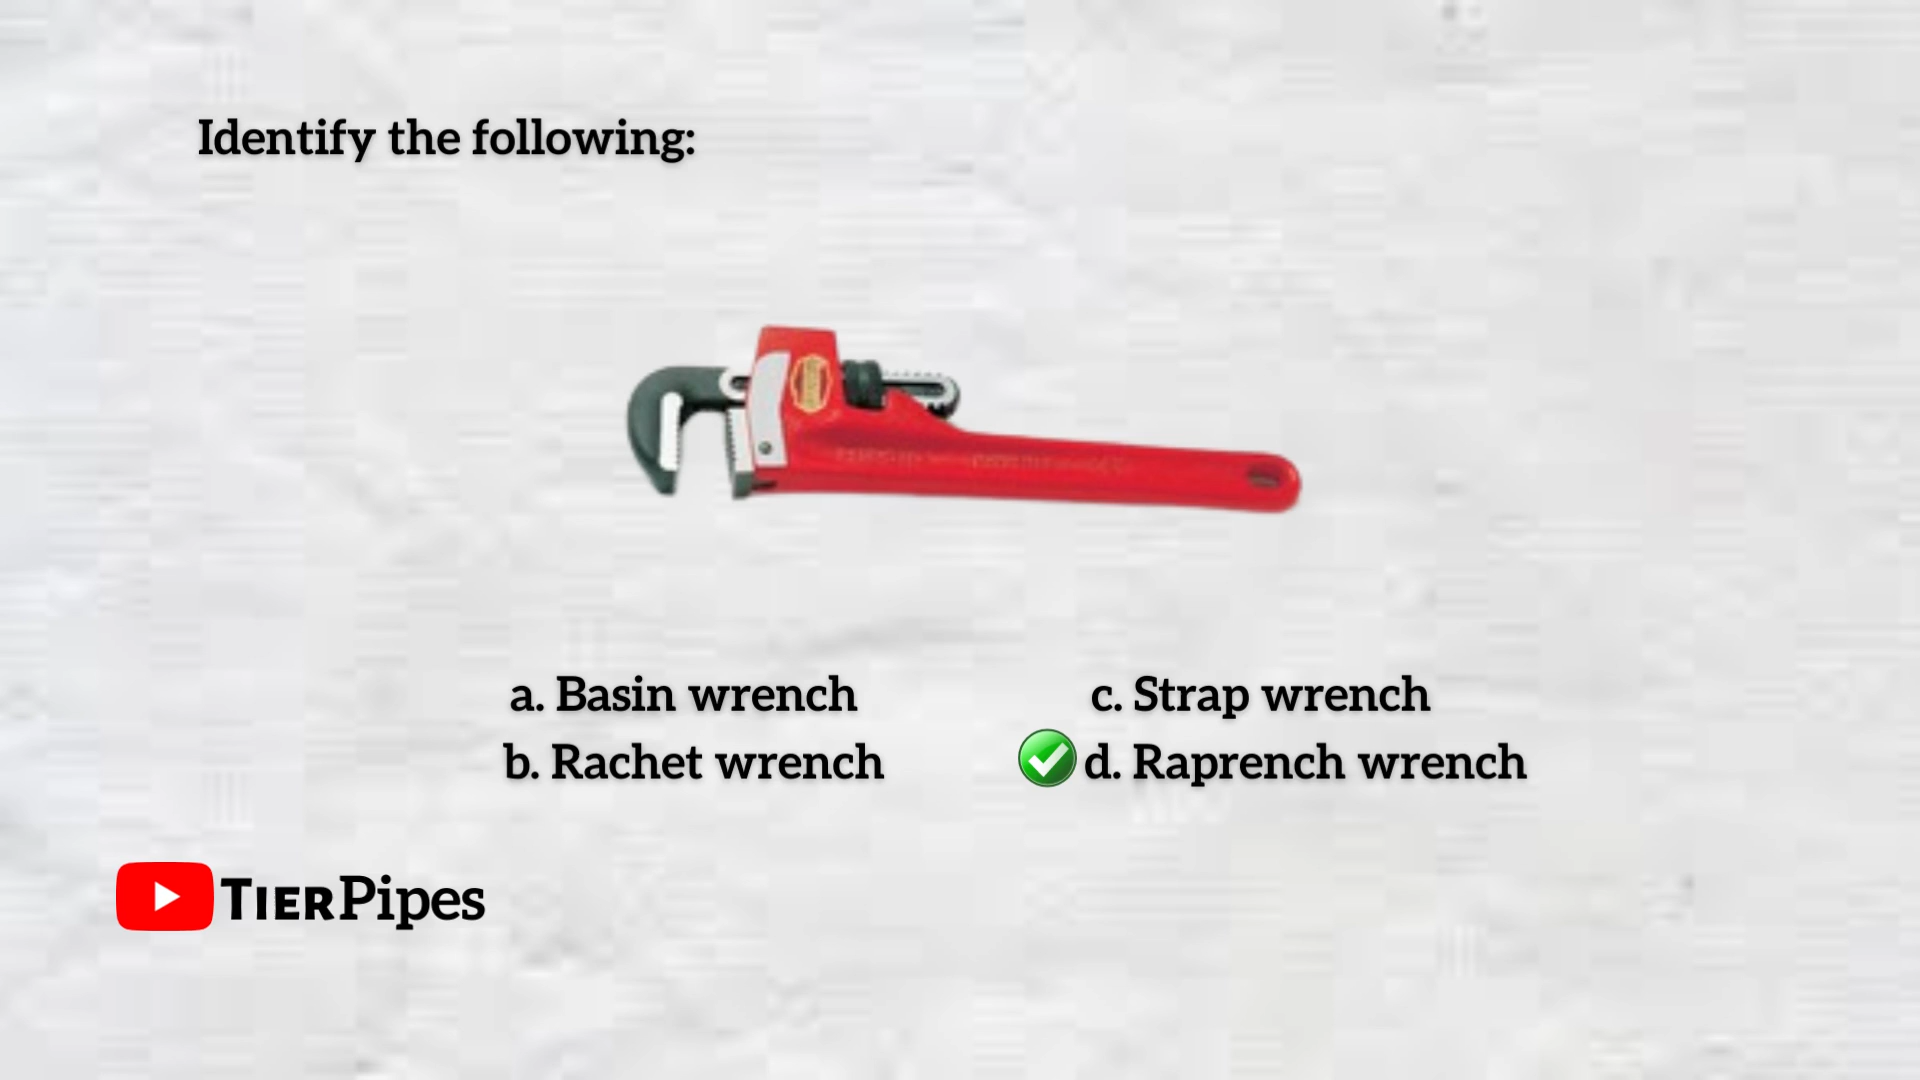 Identify the following:
a. Basin wrench
b. Rachet wrench
c. Strap wrench
d. Raprench wrench
TIERPipes